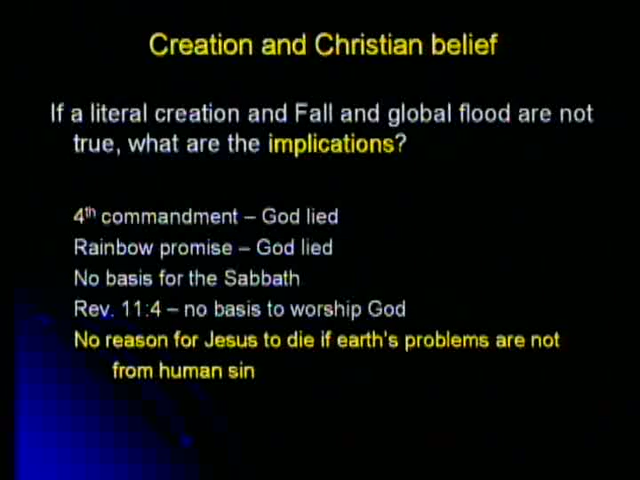 Creation and Christian belief
If a literal creation and Fall and global flood are not
true, what are the implications?
4th commandment – God lied
Rainbow promise – God lied
No basis for the Sabbath
Rev. 11:4 – no basis to worship God
No reason for Jesus to die if earth's problems are not
from human sin